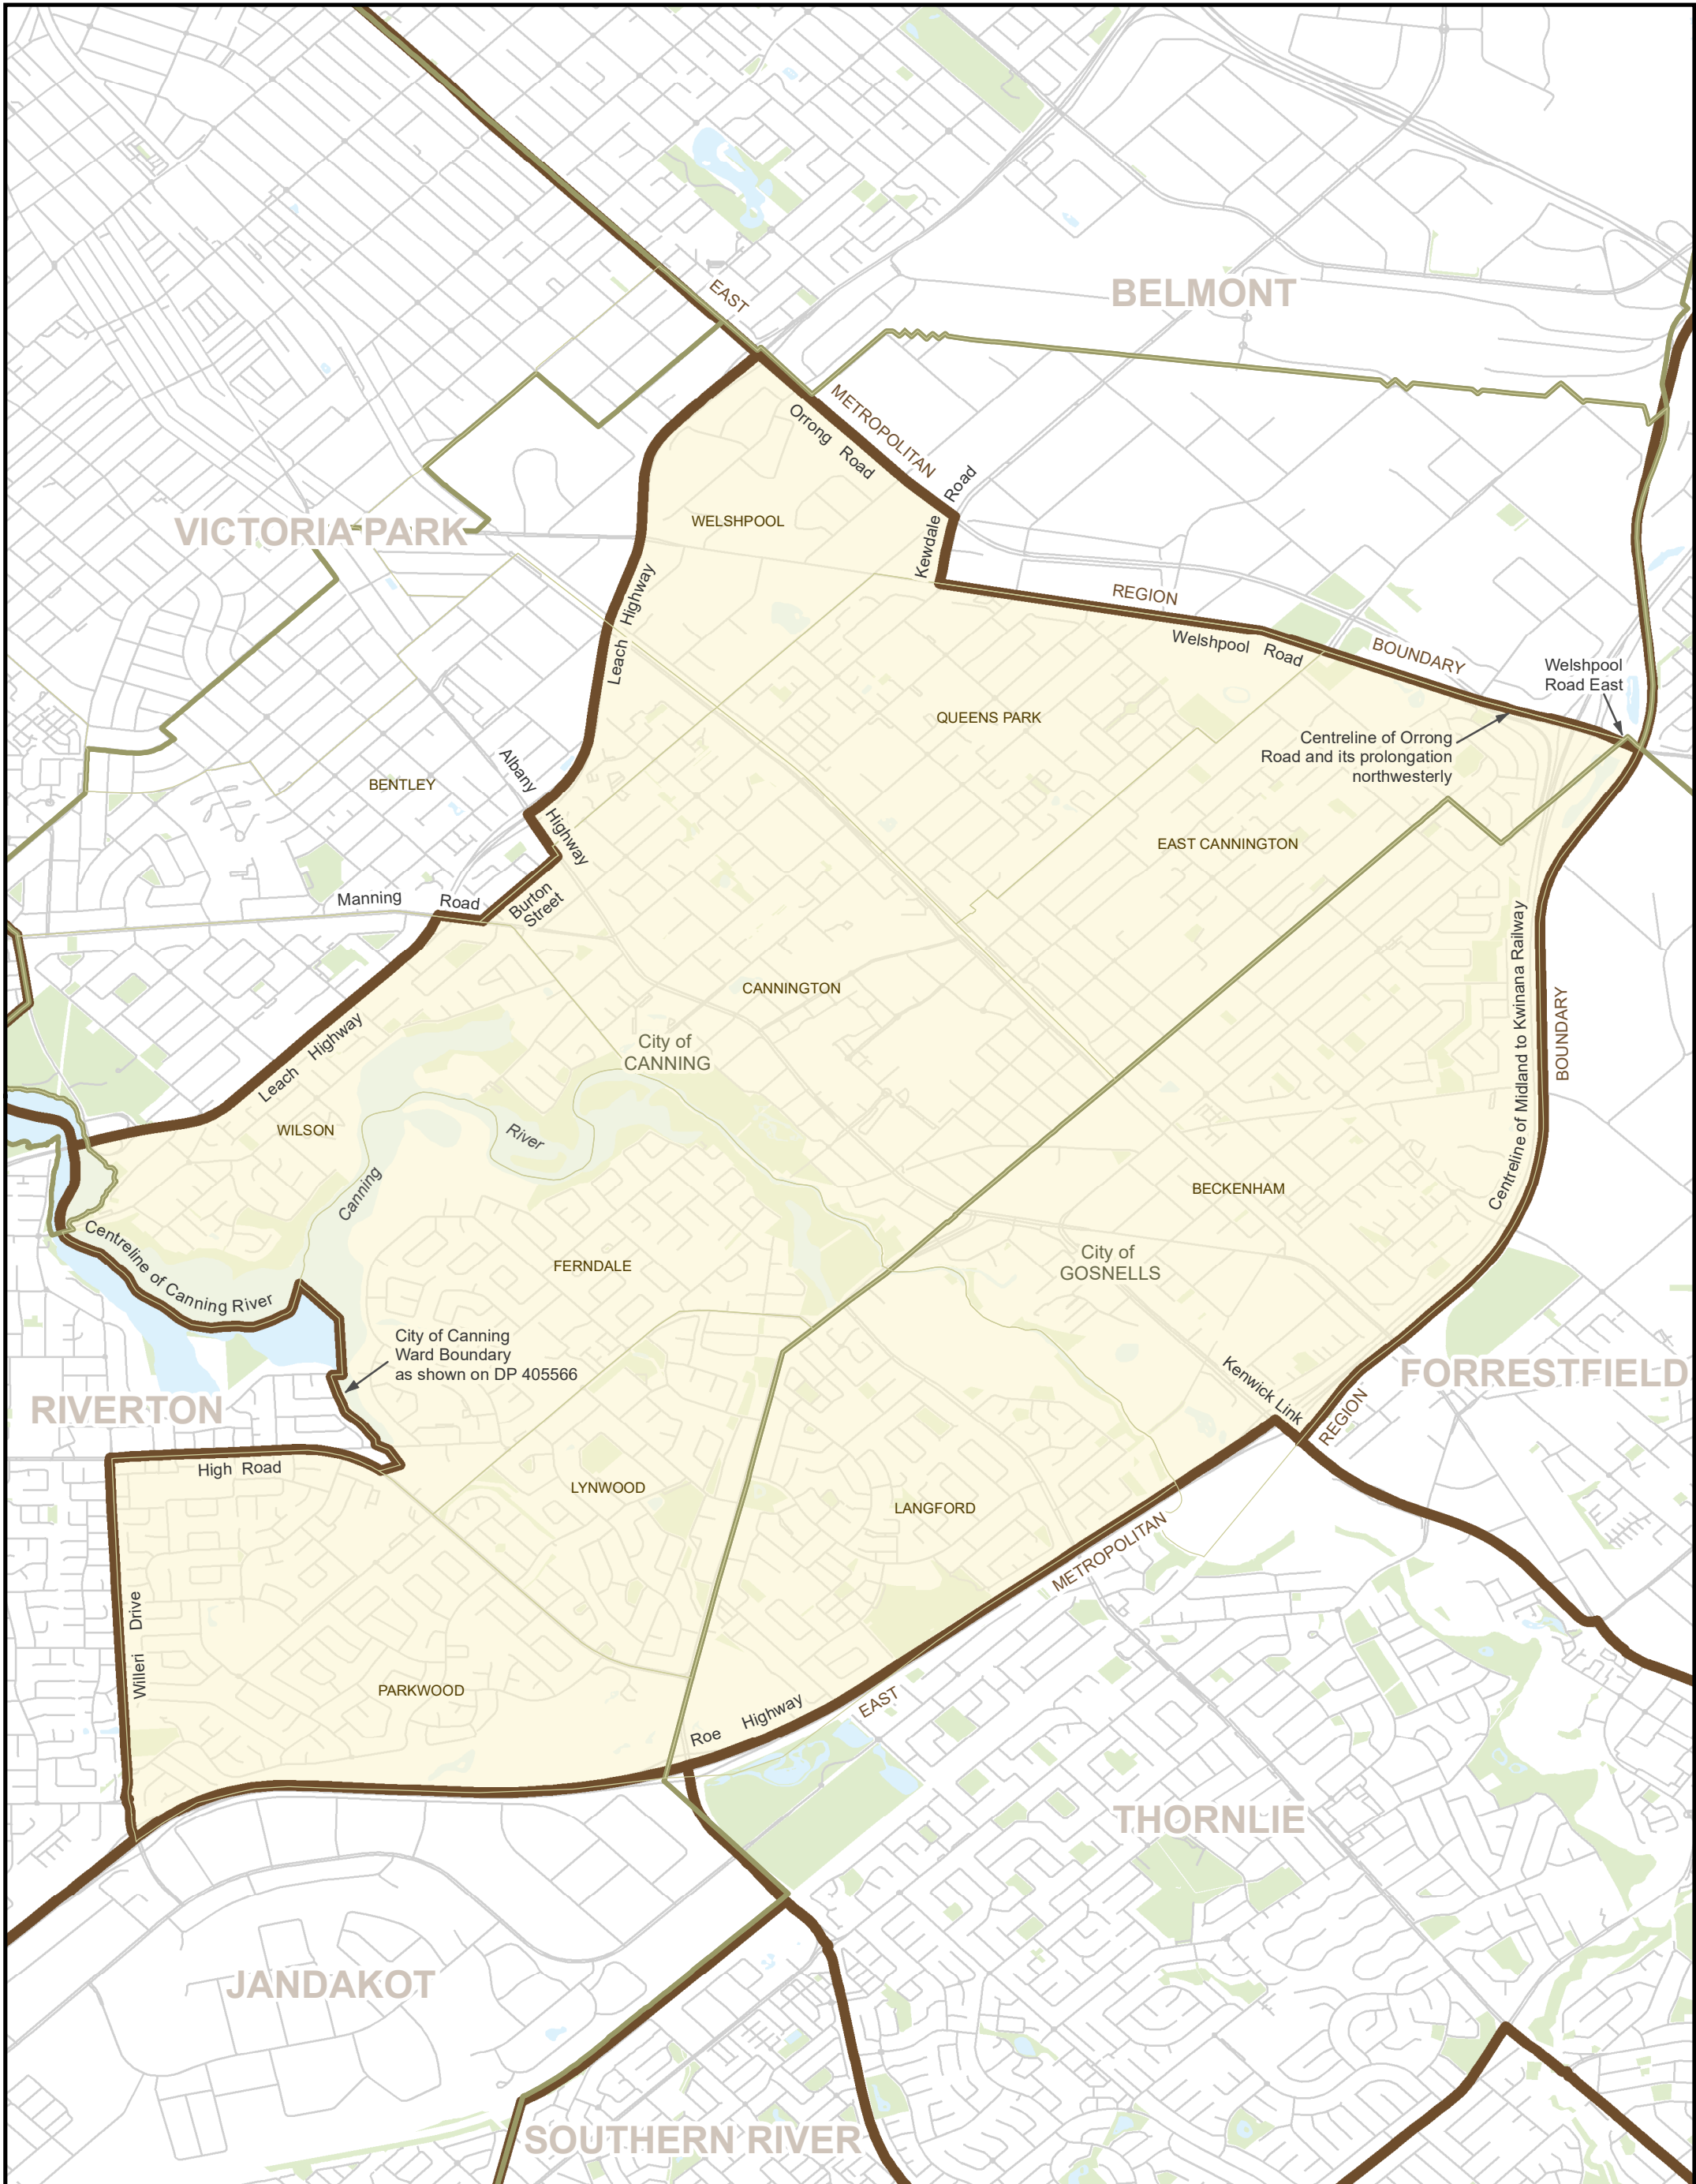 BELMONT
EAST
METROPOLITAN
Orrong Road
Kewdale Road
VICTORIA PARK
WELSHPOOL
REGION
BOUNDARY
Welshpool Road
Welshpool
Road East
Leach Highway
QUEENS PARK
Centreline of Orrong
Road and its prolongation
northwesterly
Albany Highway
BENTLEY
EAST CANNINGTON
Manning Road
Burton
Street
CANNINGTON
Centreline of Midland to Kwinana Railway
BOUNDARY
City of
CANNING
Leach Highway
WILSON
Canning River
BECKENHAM
Centreline of Canning River
FERNDALE
City of
GOSNELLS
City of Canning
Ward Boundary
as shown on DP 405566
Kenwick Link
REGION
FORRESTFIELD
RIVERTON
High Road
LYNWOOD
LANGFORD
METROPOLITAN
Willeri Drive
PARKWOOD
Roe Highway
EAST
THORNLIE
JANDAKOT
SOUTHERN RIVER